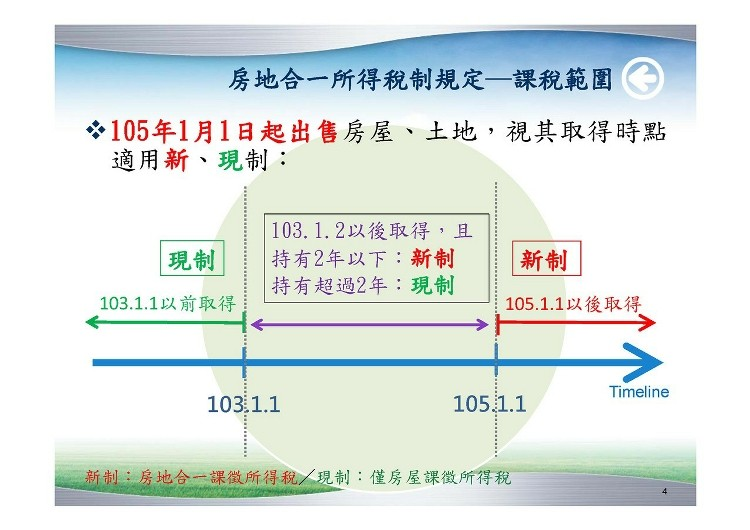 房地合一所得稅制規定—課稅範圍
❖105年1月1日起出售房屋、土地，視其取得時點
適用新、現制：
現制
103.1.1以前取得
103.1.2以後取得，且
持有2年以下：新制
持有超過2年：現制
新制
105.1.1以後取得
103.1.1
105.1.1
Timeline
新制：房地合一課徵所得稅／現制：僅房屋課徵所得稅
4